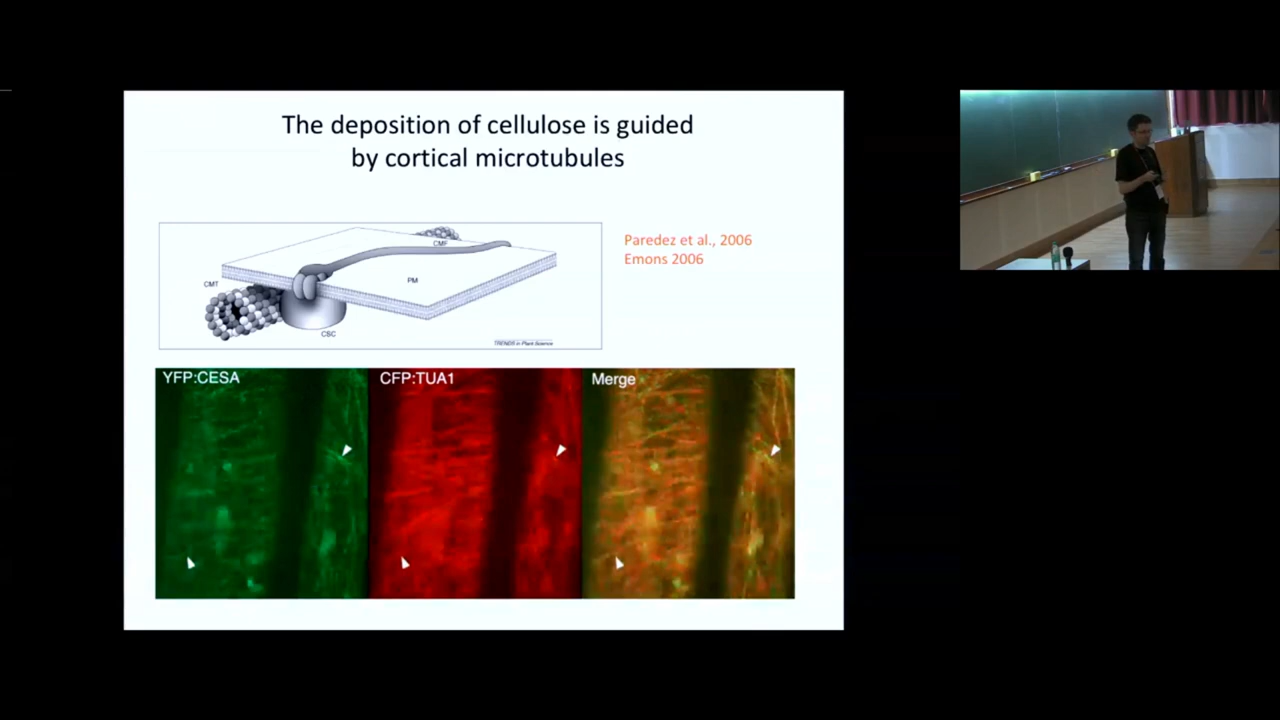 The deposition of cellulose is guided
by cortical microtubules
CMF
CMT
PM
CSC
TRENDS in Plant Science
Paredez et al., 2006
Emons 2006
YFP:CESA
CFP:TUA1
Merge